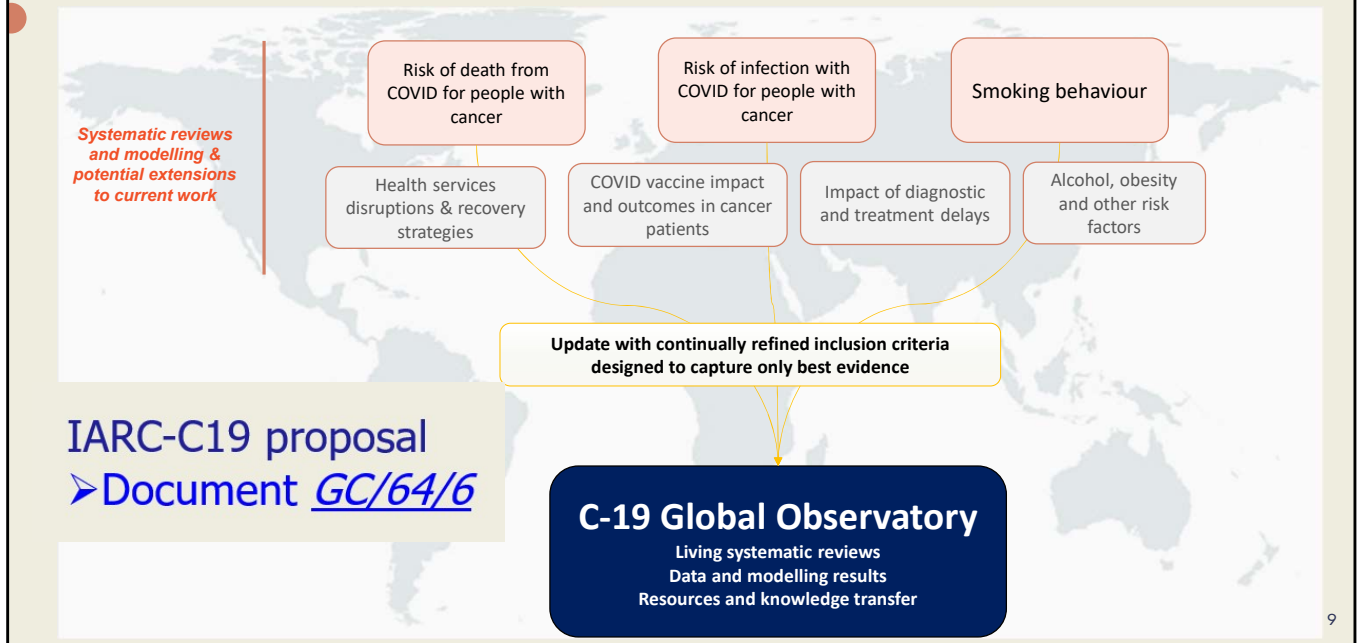 Systematic reviews
and modelling &
potential extensions
to current work
Risk of death from
COVID for people with
cancer
Risk of infection with
COVID for people with
cancer
Smoking behaviour
Health services
disruptions & recovery
strategies
COVID vaccine impact
and outcomes in cancer
patients
Impact of diagnostic
and treatment delays
Alcohol, obesity
and other risk
factors
Update with continually refined inclusion criteria
designed to capture only best evidence
IARC-C19 proposal
➢Document GC/64/6
C-19 Global Observatory
Living systematic reviews
Data and modelling results
Resources and knowledge transfer
9